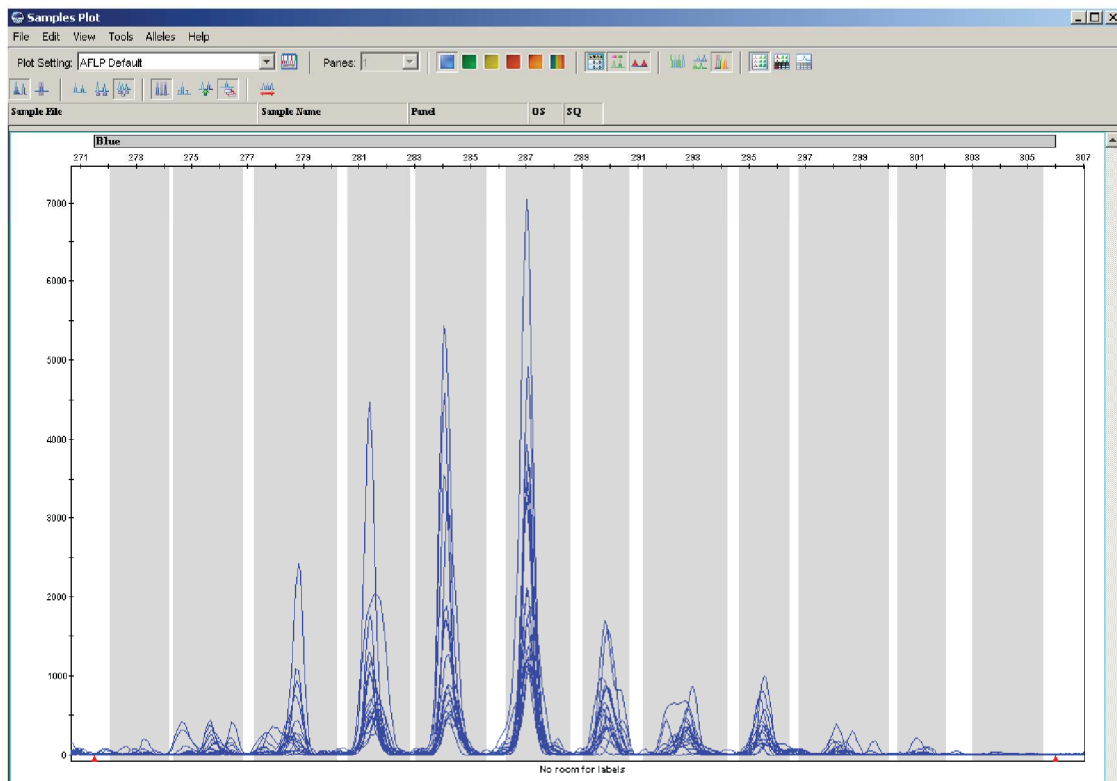 Samples Plot
File Edit View Tools Alleles Help
Plot Setting: AFLP Default Panes: 1
Sample File Sample Name Panel OS SQ
Blue
271 273 275 277 279 281 283 285 287 289 291 293 295 297 299 301 303 305 307
7000
6000
5000
4000
3000
2000
1000
0
No room for labels